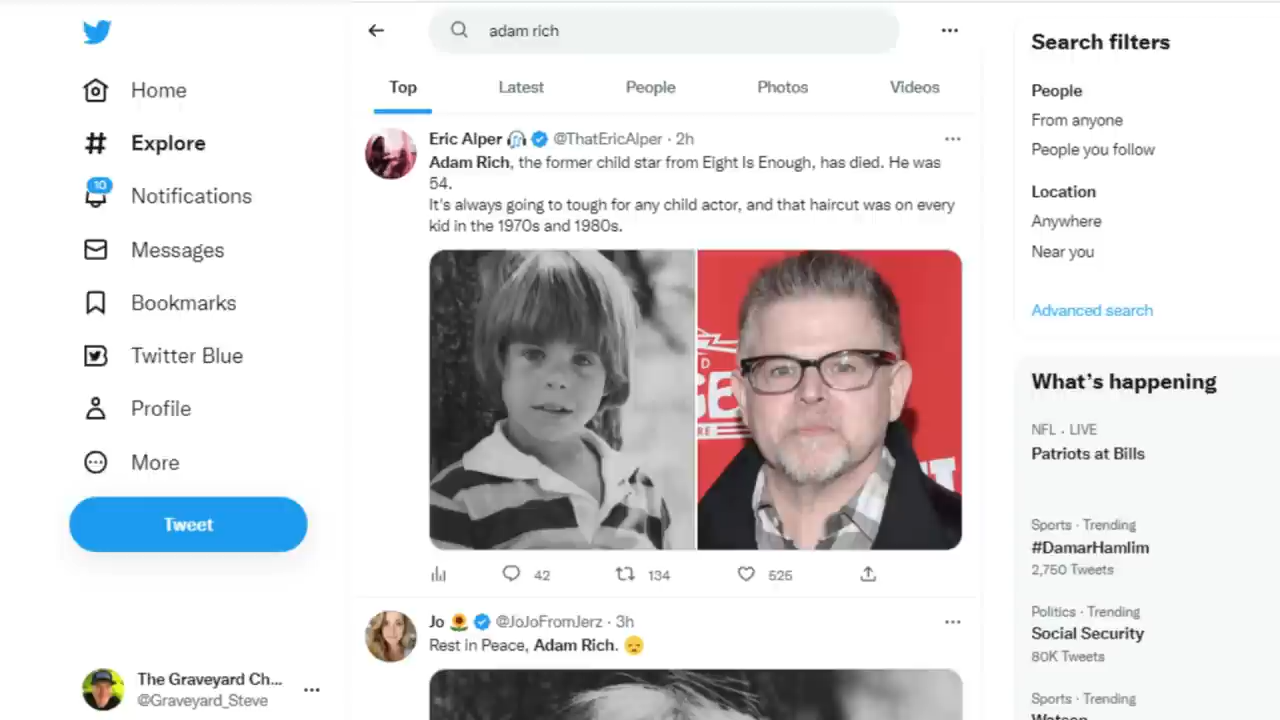 adam rich
Home
Explore
10
Notifications
Messages
Bookmarks
Twitter Blue
Profile
More
Tweet
The Graveyard Ch...
@Graveyard_Steve
Top
Latest
People
Photos
Videos
Eric Alper @ThatEricAlper · 2h
Adam Rich, the former child star from Eight Is Enough, has died. He was
54.
It's always going to tough for any child actor, and that haircut was on every
kid in the 1970s and 1980s.
42
134
525
Jo @JoJoFromJerz · 3h
Rest in Peace, Adam Rich.
Search filters
People
From anyone
People you follow
Location
Anywhere
Near you
Advanced search
What's happening
NFL · LIVE
Patriots at Bills
Sports · Trending
#DamarHamlim
2,750 Tweets
Politics · Trending
Social Security
80K Tweets
Sports · Trending